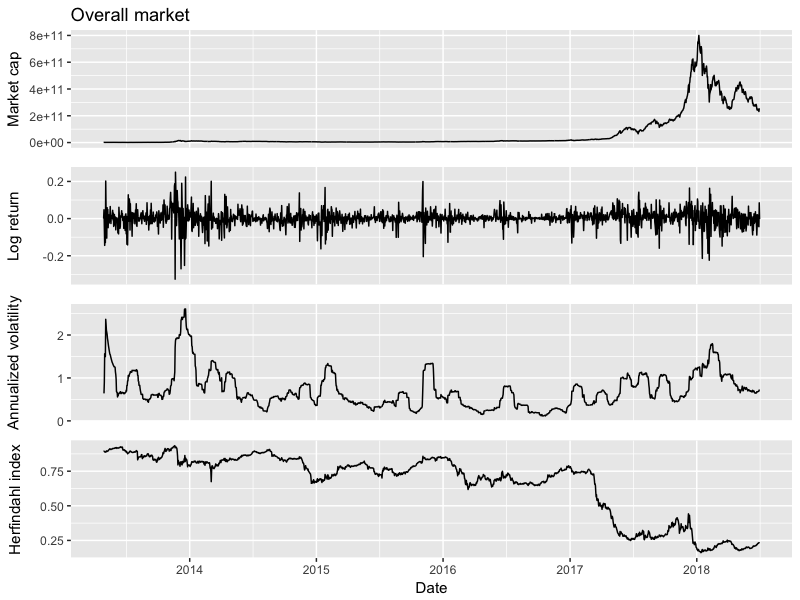 Overall market
Market cap
8e+11
6e+11
4e+11
2e+11
0e+00
Log return
0.2
0.0
-0.2
Annualized volatility
2
1
0
Herfindahl index
0.75
0.50
0.25
2014 2015 2016 2017 2018
Date